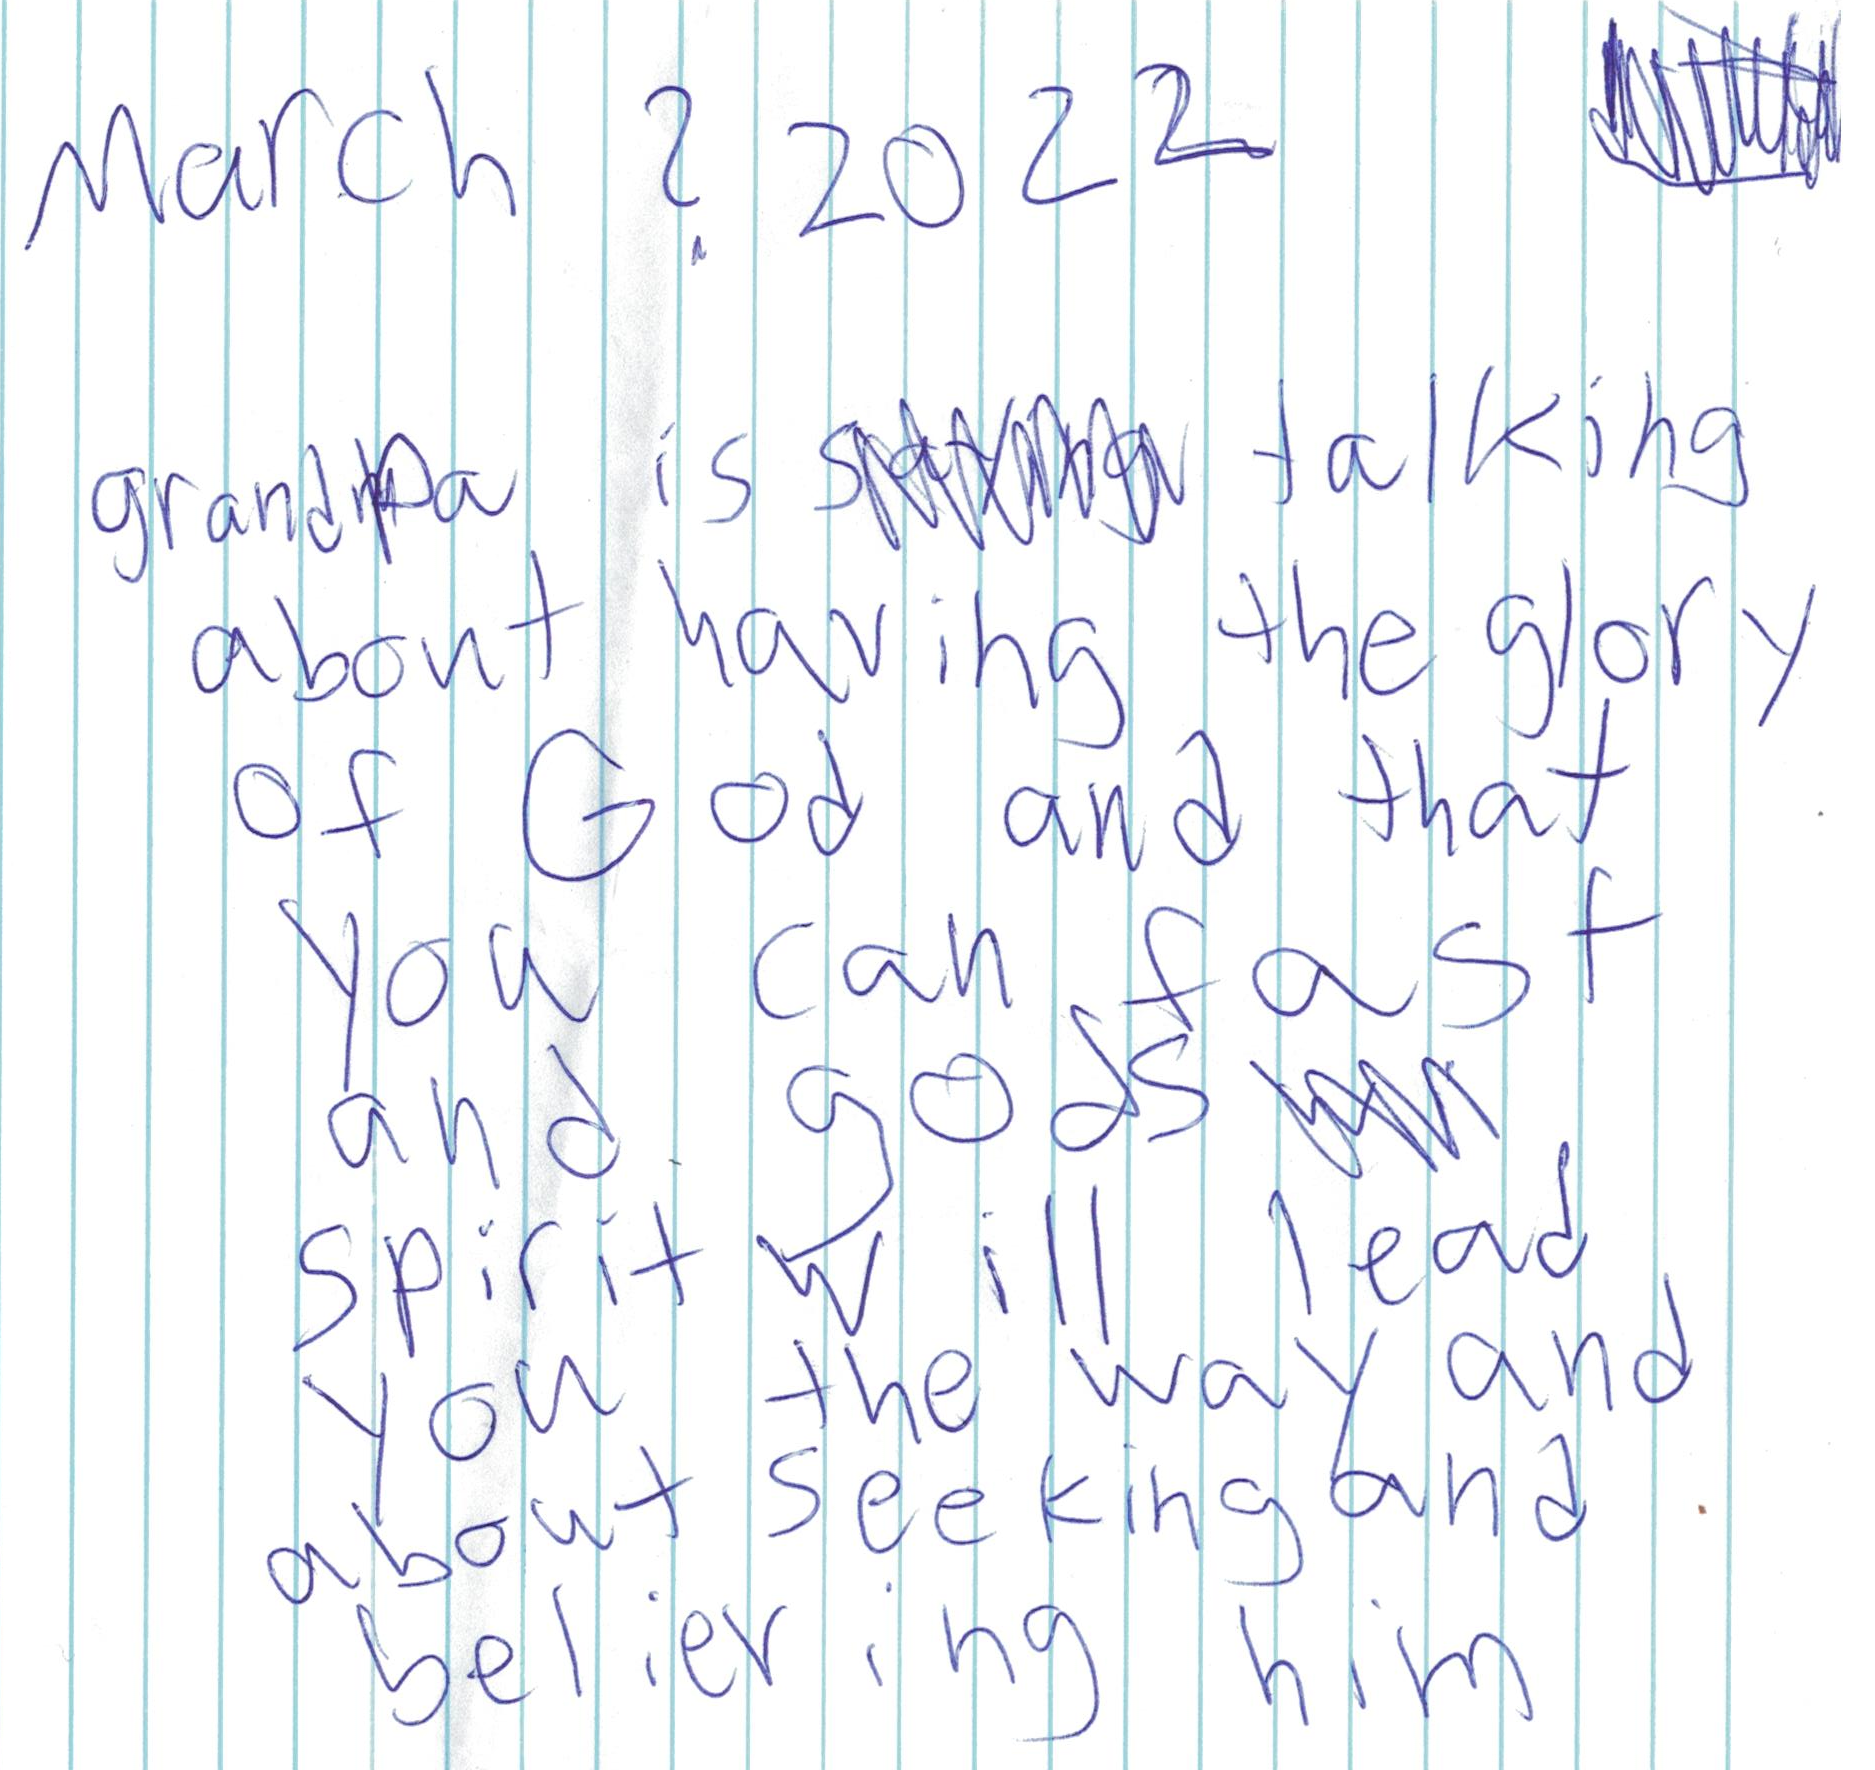 March ? 2022
grandpa is talking
about having the glory
of God and that
you can fast
and gods
spirit will lead
you the way and
about seeking and
believing him